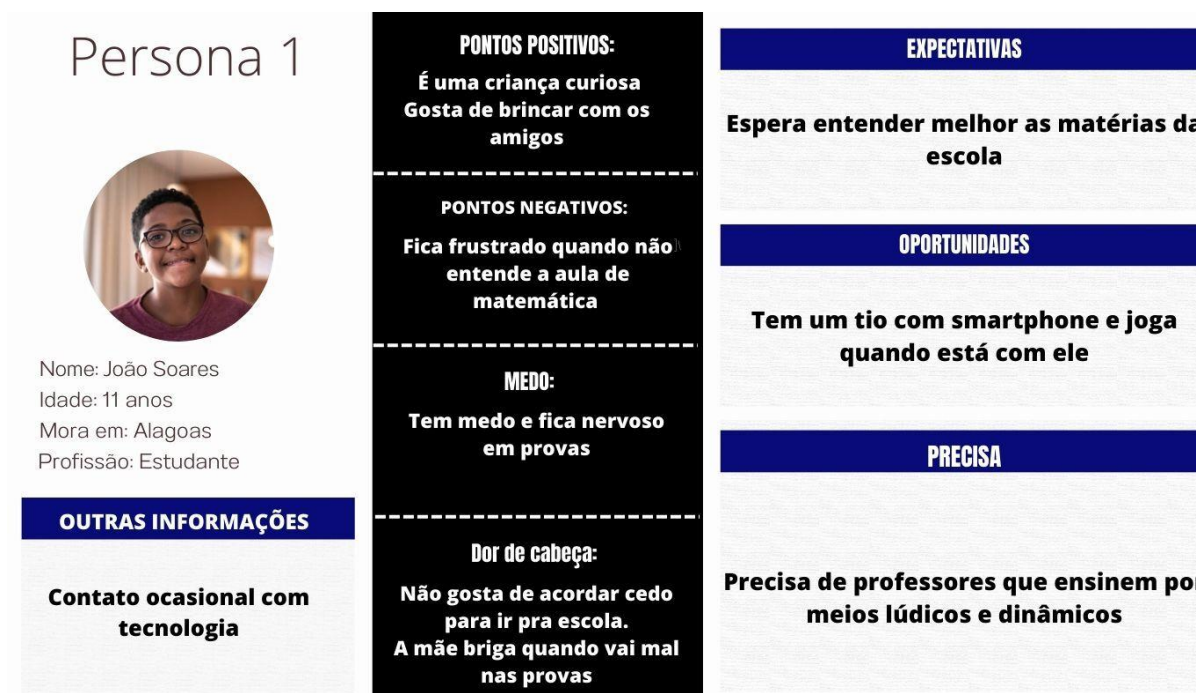 Persona 1
Nome: João Soares
Idade: 11 anos
Mora em: Alagoas
Profissão: Estudante
OUTRAS INFORMAÇÕES
Contato ocasional com
tecnologia
PONTOS POSITIVOS:
É uma criança curiosa
Gosta de brincar com os
amigos
PONTOS NEGATIVOS:
Fica frustrado quando não
entende a aula de
matemática
MEDO:
Tem medo e fica nervoso
em provas
Dor de cabeça:
Não gosta de acordar cedo
para ir pra escola.
A mãe briga quando vai mal
nas provas
EXPECTATIVAS
Espera entender melhor as matérias da
escola
OPORTUNIDADES
Tem um tio com smartphone e joga
quando está com ele
PRECISA
Precisa de professores que ensinem por
meios lúdicos e dinâmicos